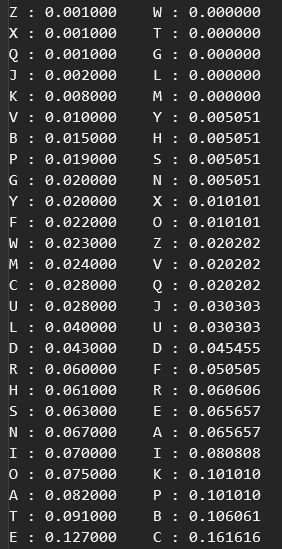 Z : 0.001000 W : 0.000000
X : 0.001000 T : 0.000000
Q : 0.001000 G : 0.000000
J : 0.002000 L : 0.000000
K : 0.008000 M : 0.000000
V : 0.010000 Y : 0.005051
B : 0.015000 H : 0.005051
P : 0.019000 S : 0.005051
G : 0.020000 N : 0.005051
Y : 0.020000 X : 0.010101
F : 0.022000 O : 0.010101
W : 0.023000 Z : 0.020202
M : 0.024000 V : 0.020202
C : 0.028000 Q : 0.020202
U : 0.028000 J : 0.030303
L : 0.040000 U : 0.030303
D : 0.043000 D : 0.045455
R : 0.060000 F : 0.050505
H : 0.061000 R : 0.060606
S : 0.063000 E : 0.065657
N : 0.067000 A : 0.065657
I : 0.070000 I : 0.080808
O : 0.075000 K : 0.101010
A : 0.082000 P : 0.101010
T : 0.091000 B : 0.106061
E : 0.127000 C : 0.161616